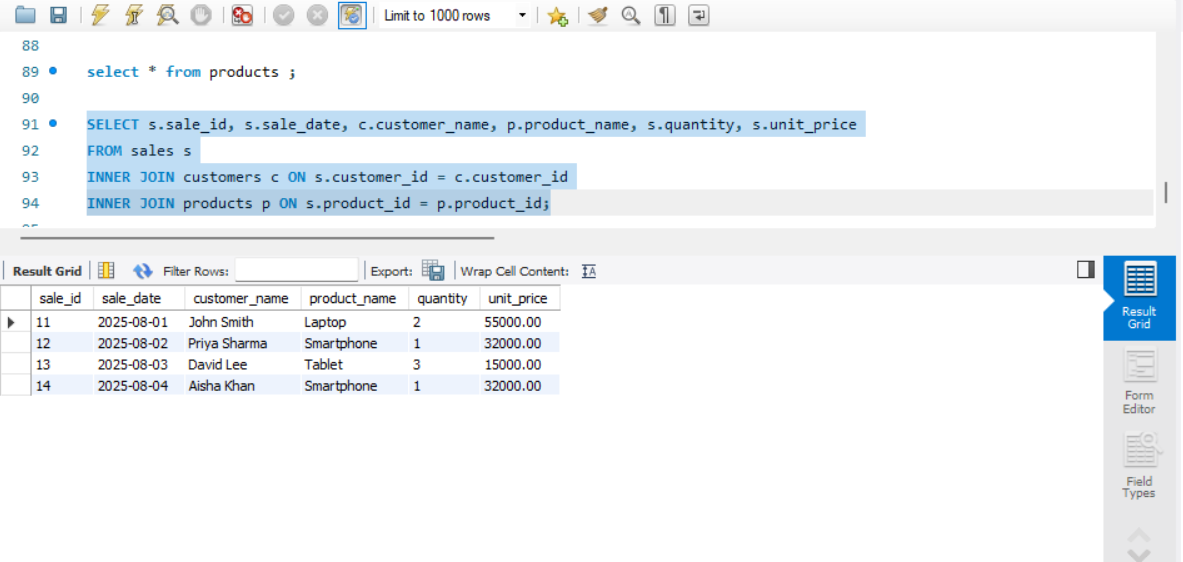 Limit to 1000 rows
88
89 select * from products ;
90
91 SELECT s.sale_id, s.sale_date, c.customer_name, p.product_name, s.quantity, s.unit_price
92 FROM sales s
93 INNER JOIN customers c ON s.customer_id = c.customer_id
94 INNER JOIN products p ON s.product_id = p.product_id;
Result Grid Filter Rows: Export: Wrap Cell Content: IA
sale_id sale_date customer_name product_name quantity unit_price
11 2025-08-01 John Smith Laptop 2 55000.00
12 2025-08-02 Priya Sharma Smartphone 1 32000.00
13 2025-08-03 David Lee Tablet 3 15000.00
14 2025-08-04 Aisha Khan Smartphone 1 32000.00
Result
Grid
Form
Editor
Field
Types